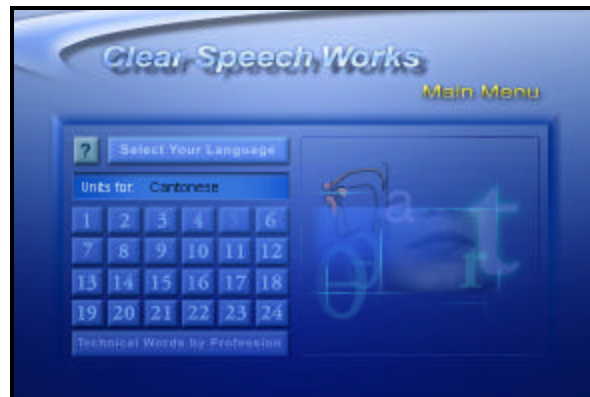 Clear Speech Works
Main Menu
? Select Your Language
Units for: Cantonese
1 2 3 4 5 6
7 8 9 10 11 12
13 14 15 16 17 18
19 20 21 22 23 24
Technical Words by Profession
a
t
r